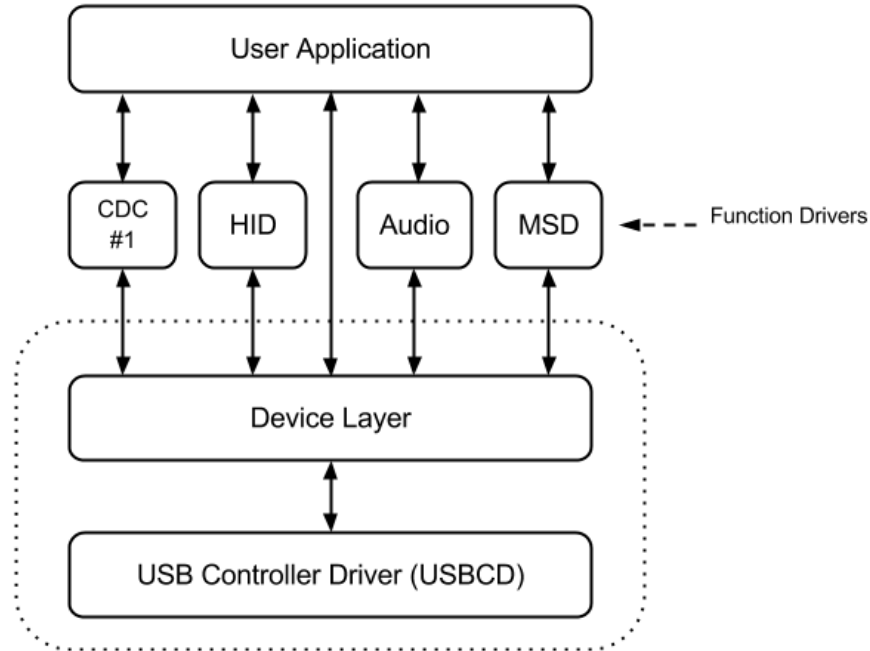 User Application
CDC
#1
HID
Audio
MSD
Function Drivers
Device Layer
USB Controller Driver (USBCD)